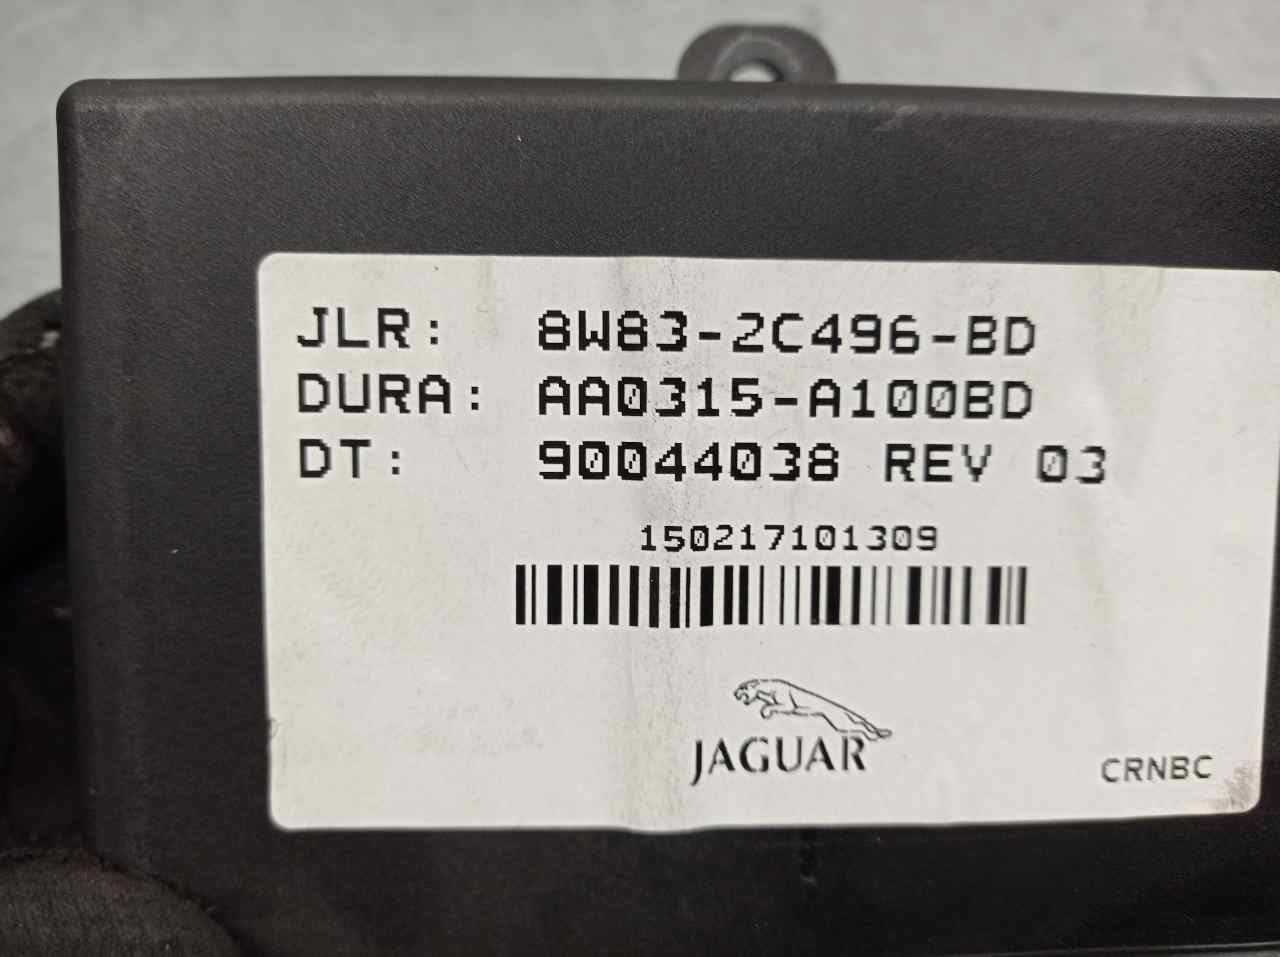 JLR: 8W83-2C496-BD
DURA: AA0315-A100BD
DT: 90044038 REV 03
150217101309
JAGUAR
CRNBC